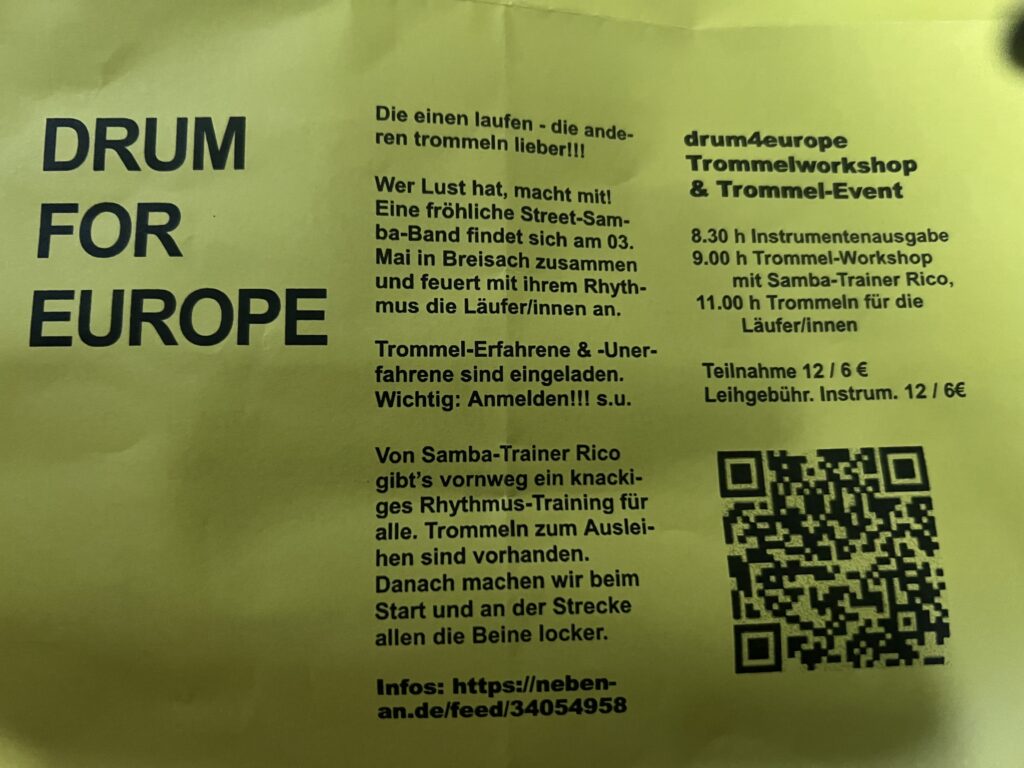 DRUM
FOR
EUROPE
Die einen laufen - die ande-
ren trommeln lieber!!!
Wer Lust hat, macht mit!
Eine fröhliche Street-Sam-
ba-Band findet sich am 03.
Mai in Breisach zusammen
und feuert mit ihrem Rhyth-
mus die Läufer/innen an.
Trommel-Erfahrene & -Uner-
fahrene sind eingeladen.
Wichtig: Anmelden!!! s.u.
Von Samba-Trainer Rico
gibt's vornweg ein knacki-
ges Rhythmus-Training für
alle. Trommeln zum Auslei-
hen sind vorhanden.
Danach machen wir beim
Start und an der Strecke
allen die Beine locker.
Infos: https://neben-
an.de/feed/34054958
drum4europe
Trommelworkshop
& Trommel-Event
8.30 h Instrumentenausgabe
9.00 h Trommel-Workshop
mit Samba-Trainer Rico,
11.00 h Trommeln für die
Läufer/innen
Teilnahme 12 / 6 €
Leihgebühr. Instrum. 12 / 6€